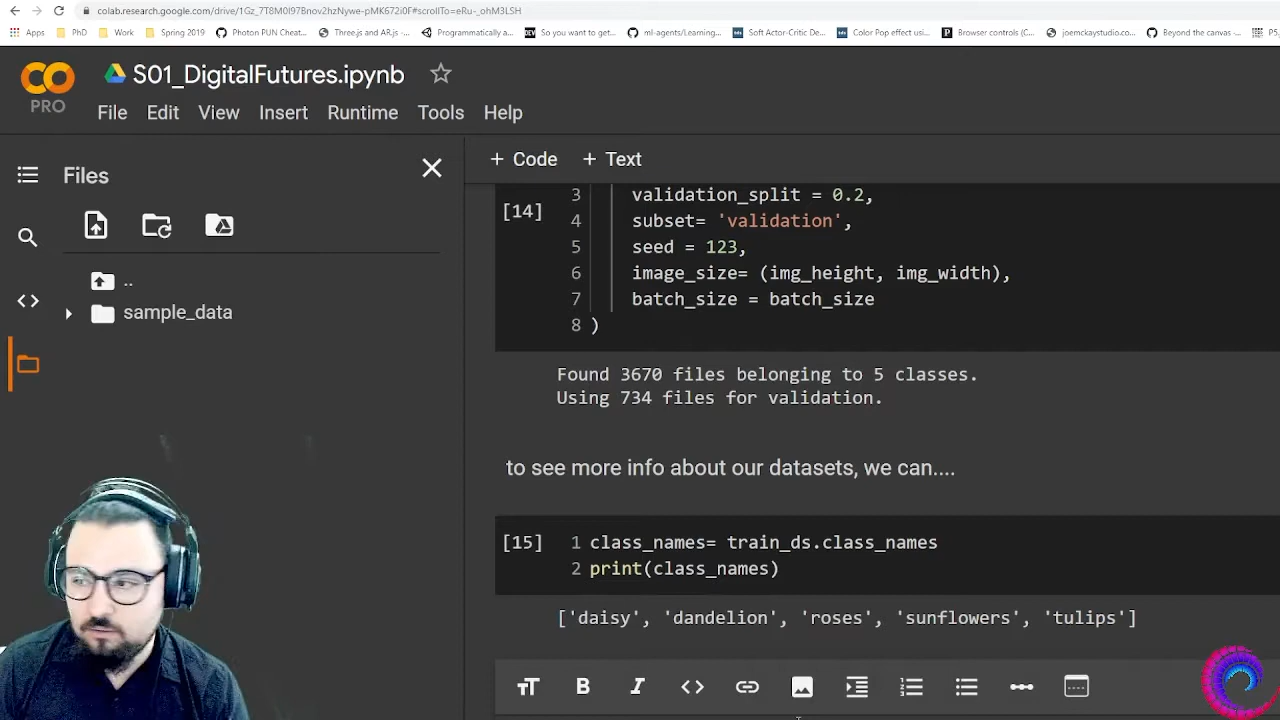 colab.research.google.com/drive/1Gz_7T8M0I97Bnov2hzNywe-pMK672i0F#scrollTo=eRu-_ohM3LSH
Apps PhD Work Spring 2019 Photon PUN Cheat... Three.js and AR.js -... Programmatically a... So you want to get... ml-agents/Learning... Soft Actor-Critic De... Color Pop effect usi... Browser controls (C... joemckaystudio.co... Beyond the canvas -...
S01_DigitalFutures.ipynb
PRO
File Edit View Insert Runtime Tools Help
Files
+ Code + Text
..
sample_data
[14]
3 validation_split = 0.2,
4 subset= 'validation',
5 seed = 123,
6 image_size= (img_height, img_width),
7 batch_size = batch_size
8 )
Found 3670 files belonging to 5 classes.
Using 734 files for validation.
to see more info about our datasets, we can....
[15] 1 class_names= train_ds.class_names
2 print(class_names)
['daisy', 'dandelion', 'roses', 'sunflowers', 'tulips']